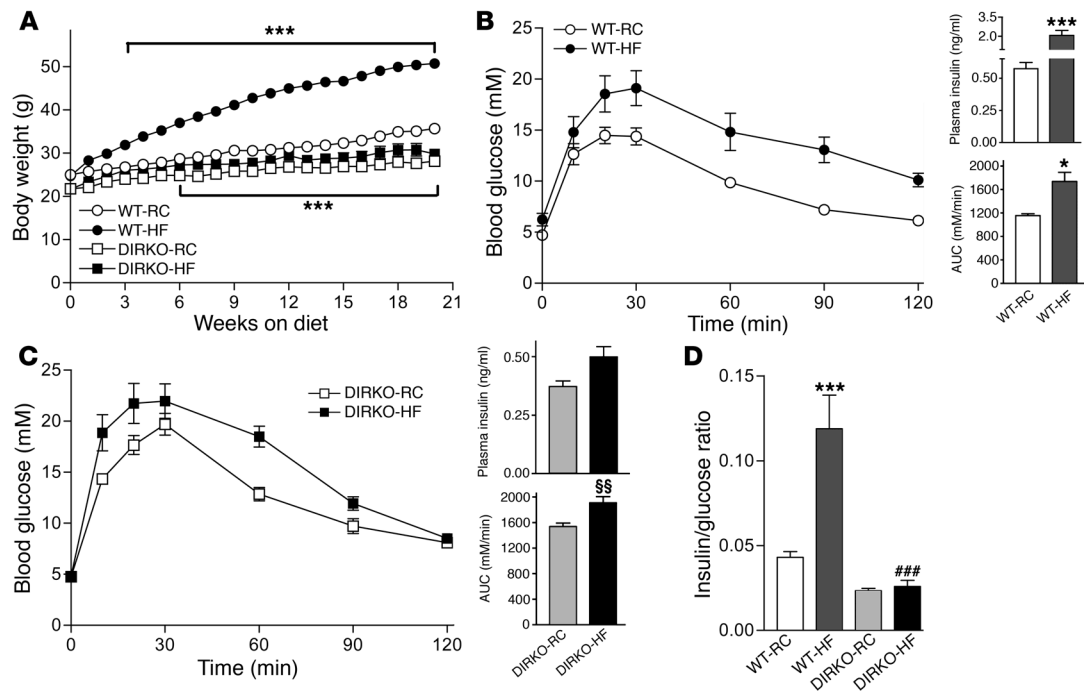 A
Body weight (g)
50
40
30
20
10
0
***
***
WT-RC
WT-HF
DIRKO-RC
DIRKO-HF
0 3 6 9 12 15 18 21
Weeks on diet
B
Blood glucose (mM)
25
20
15
10
5
0
WT-RC
WT-HF
0 30 60 90 120
Time (min)
Plasma insulin (ng/ml)
3.5
2.0
0.50
0.00
***
AUC (mM/min)
2000
1600
1200
800
400
0
*
WT-RC
WT-HF
C
Blood glucose (mM)
25
20
15
10
5
0
DIRKO-RC
DIRKO-HF
0 30 60 90 120
Time (min)
Plasma insulin (ng/ml)
0.50
0.25
0.00
AUC (mM/min)
2000
1600
1200
800
400
0
§§
DIRKO-RC
DIRKO-HF
D
Insulin/glucose ratio
0.15
0.10
0.05
0.00
***
###
WT-RC
WT-HF
DIRKO-RC
DIRKO-HF